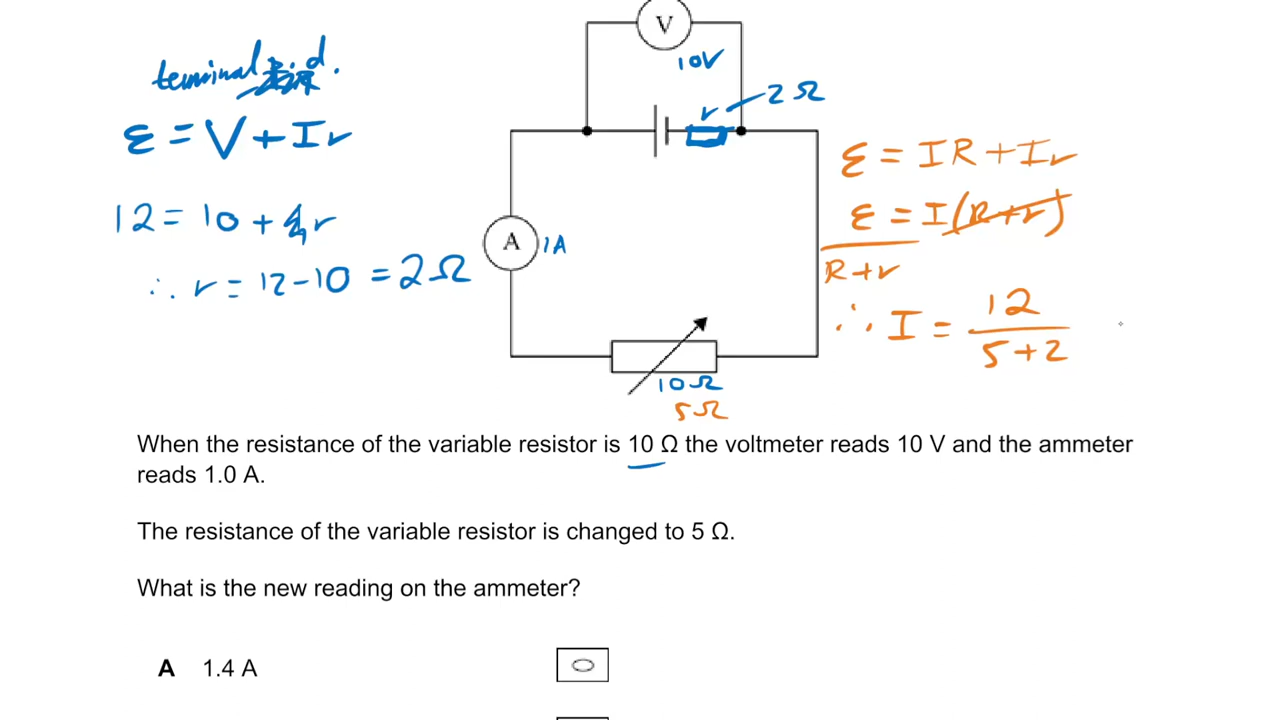 V
10V
terminal p.d.
r 2 Ω
ε = V + Ir
ε = IR + Ir
12 = 10 + r
ε = I(R+r)
A 1A
R+r
∴ r = 12 - 10 = 2Ω
∴ I = 12 / 5+2
10Ω
5Ω
When the resistance of the variable resistor is 10 Ω the voltmeter reads 10 V and the ammeter
reads 1.0 A.
The resistance of the variable resistor is changed to 5 Ω.
What is the new reading on the ammeter?
A 1.4 A